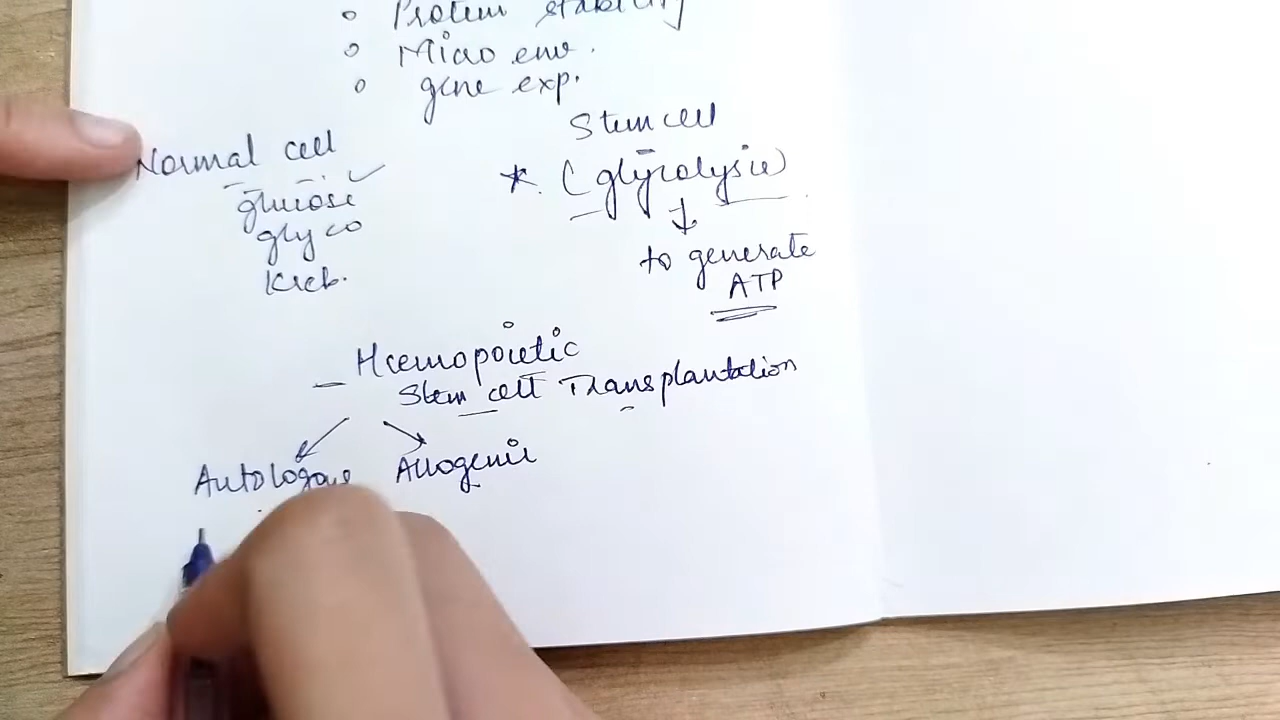 o Protein stability
o Micro env.
o gene exp.
Normal cell
glucose
glyco
Kreb.
Stem cell
* (glycolysis)
↓
to generate
ATP
Haemopoietic
Stem cell Transplantation
Autologous
Allogenic